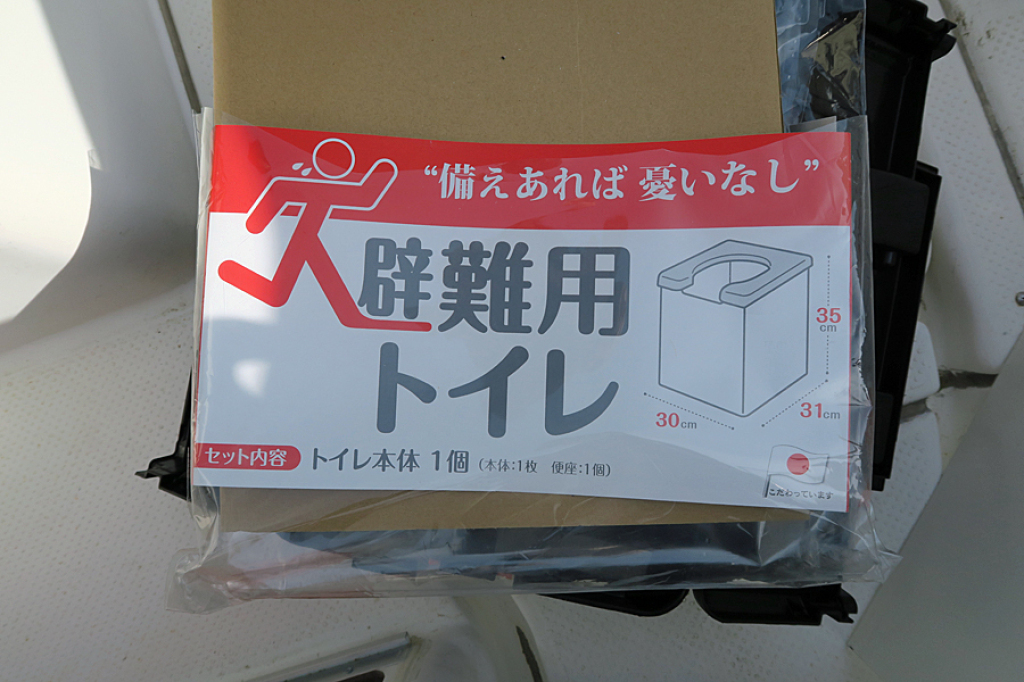 “備えあれば 憂いなし”
避難用
トイレ
35cm
30cm
31cm
セット内容 トイレ本体 1個 （本体：1枚 便座：1個）
こだわっています